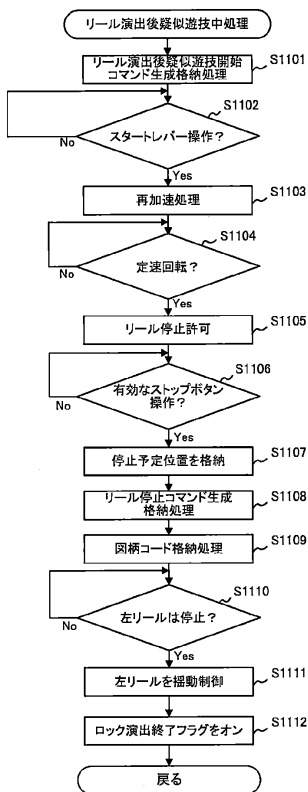 リール演出後疑似遊技中処理
リール演出後疑似遊技開始
コマンド生成格納処理
S1101
S1102
スタートレバー操作？
No
Yes
再加速処理
S1103
S1104
定速回転？
No
Yes
リール停止許可
S1105
S1106
有効なストップボタン
操作？
No
Yes
停止予定位置を格納
S1107
リール停止コマンド生成
格納処理
S1108
図柄コード格納処理
S1109
S1110
左リールは停止？
No
Yes
左リールを揺動制御
S1111
ロック演出終了フラグをオン
S1112
戻る